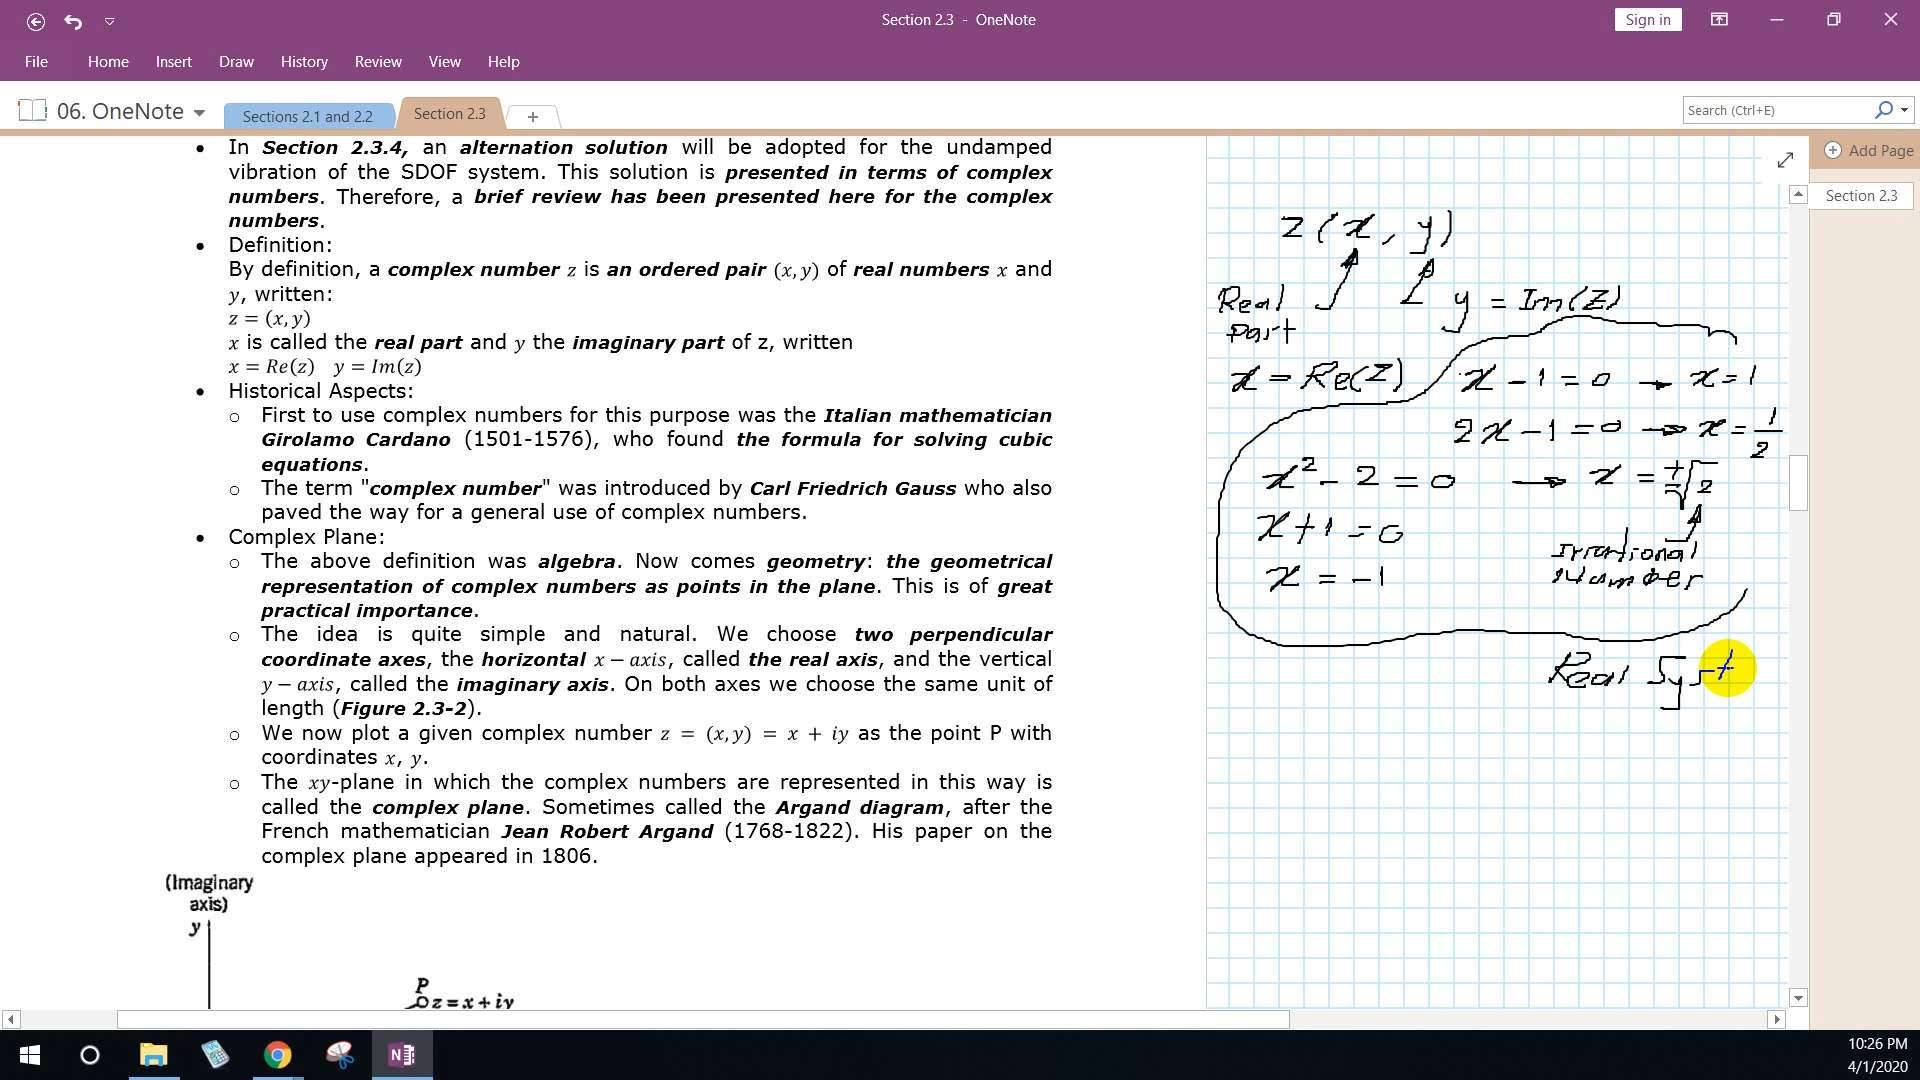 Section 2.3 - OneNote
Sign in
File Home Insert Draw History Review View Help
06. OneNote
Sections 2.1 and 2.2
Section 2.3
+
Search (Ctrl+E)
Add Page
Section 2.3
• In Section 2.3.4, an alternation solution will be adopted for the undamped
vibration of the SDOF system. This solution is presented in terms of complex
numbers. Therefore, a brief review has been presented here for the complex
numbers.
• Definition:
By definition, a complex number z is an ordered pair (x, y) of real numbers x and
y, written:
z = (x, y)
x is called the real part and y the imaginary part of z, written
x = Re(z) y = Im(z)
• Historical Aspects:
o First to use complex numbers for this purpose was the Italian mathematician
Girolamo Cardano (1501-1576), who found the formula for solving cubic
equations.
o The term "complex number" was introduced by Carl Friedrich Gauss who also
paved the way for a general use of complex numbers.
• Complex Plane:
o The above definition was algebra. Now comes geometry: the geometrical
representation of complex numbers as points in the plane. This is of great
practical importance.
o The idea is quite simple and natural. We choose two perpendicular
coordinate axes, the horizontal x – axis, called the real axis, and the vertical
y – axis, called the imaginary axis. On both axes we choose the same unit of
length (Figure 2.3-2).
o We now plot a given complex number z = (x, y) = x + iy as the point P with
coordinates x, y.
o The xy-plane in which the complex numbers are represented in this way is
called the complex plane. Sometimes called the Argand diagram, after the
French mathematician Jean Robert Argand (1768-1822). His paper on the
complex plane appeared in 1806.
(Imaginary
axis)
y
P
z = x + iy
z (x, y)
Real
part
y = Im(z)
x = Re(z)
x - 1 = 0 → x = 1
2x - 1 = 0 → x = 1/2
x² - 2 = 0 → x = ±√2
x + 1 = 0
x = -1
Irrational
Number
Real Syst
10:26 PM
4/1/2020